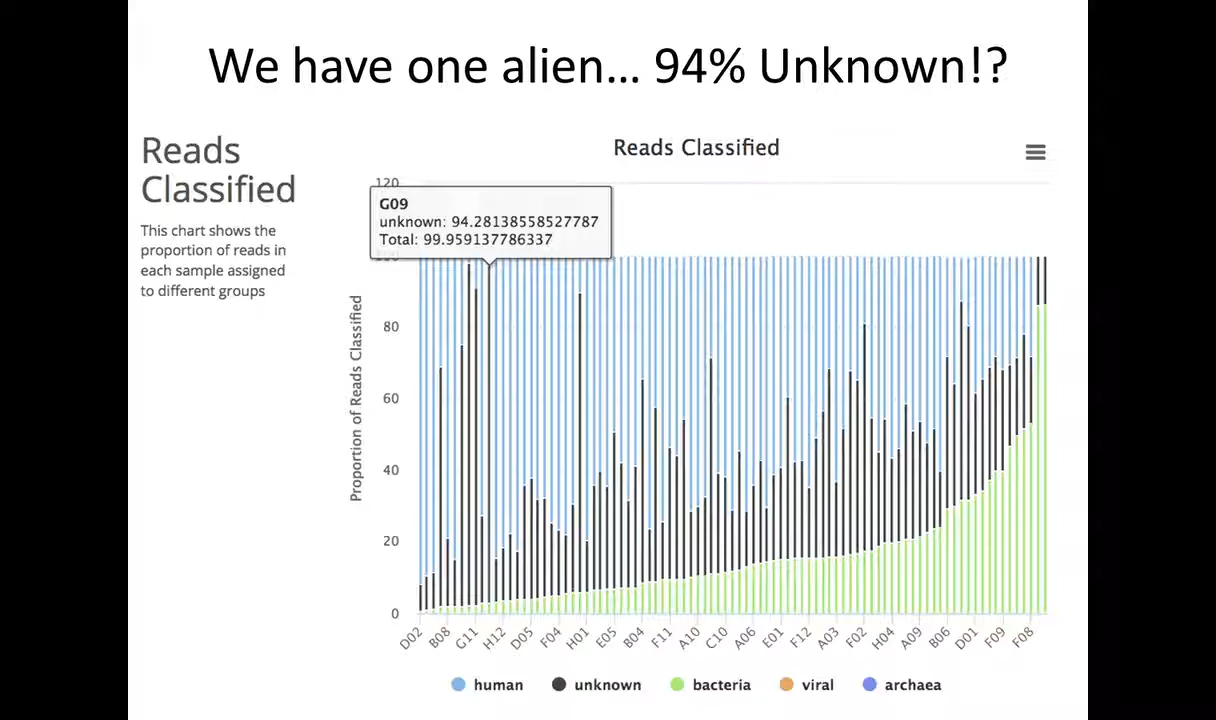 We have one alien... 94% Unknown!?
Reads
Classified
This chart shows the
proportion of reads in
each sample assigned
to different groups
Reads Classified
120
G09
unknown: 94.28138558527787
Total: 99.959137786337
100
80
60
40
20
0
Proportion of Reads Classified
D02 B08 G11 H12 D05 F04 H01 E05 B04 F11 A10 C10 A06 E01 F12 A03 F02 H04 A09 B06 D01 F09 F08
human unknown bacteria viral archaea